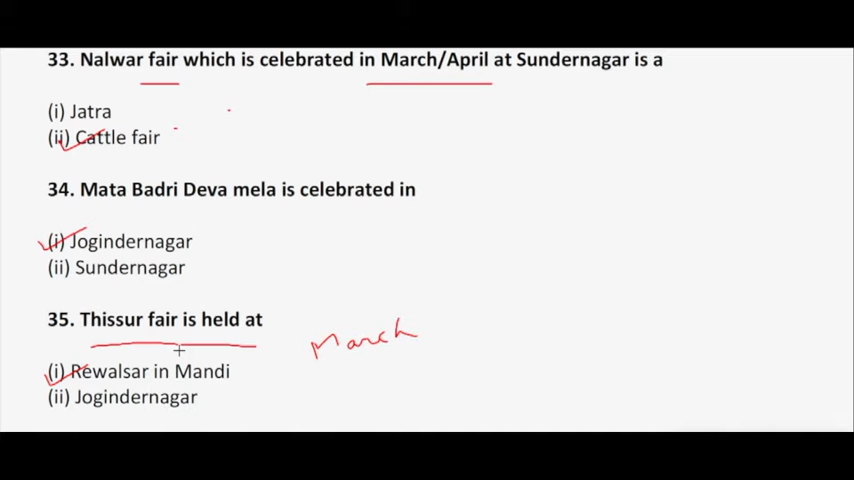 33. Nalwar fair which is celebrated in March/April at Sundernagar is a
(i) Jatra
(ii) Cattle fair
34. Mata Badri Deva mela is celebrated in
(i) Jogindernagar
(ii) Sundernagar
35. Thissur fair is held at
March
(i) Rewalsar in Mandi
(ii) Jogindernagar